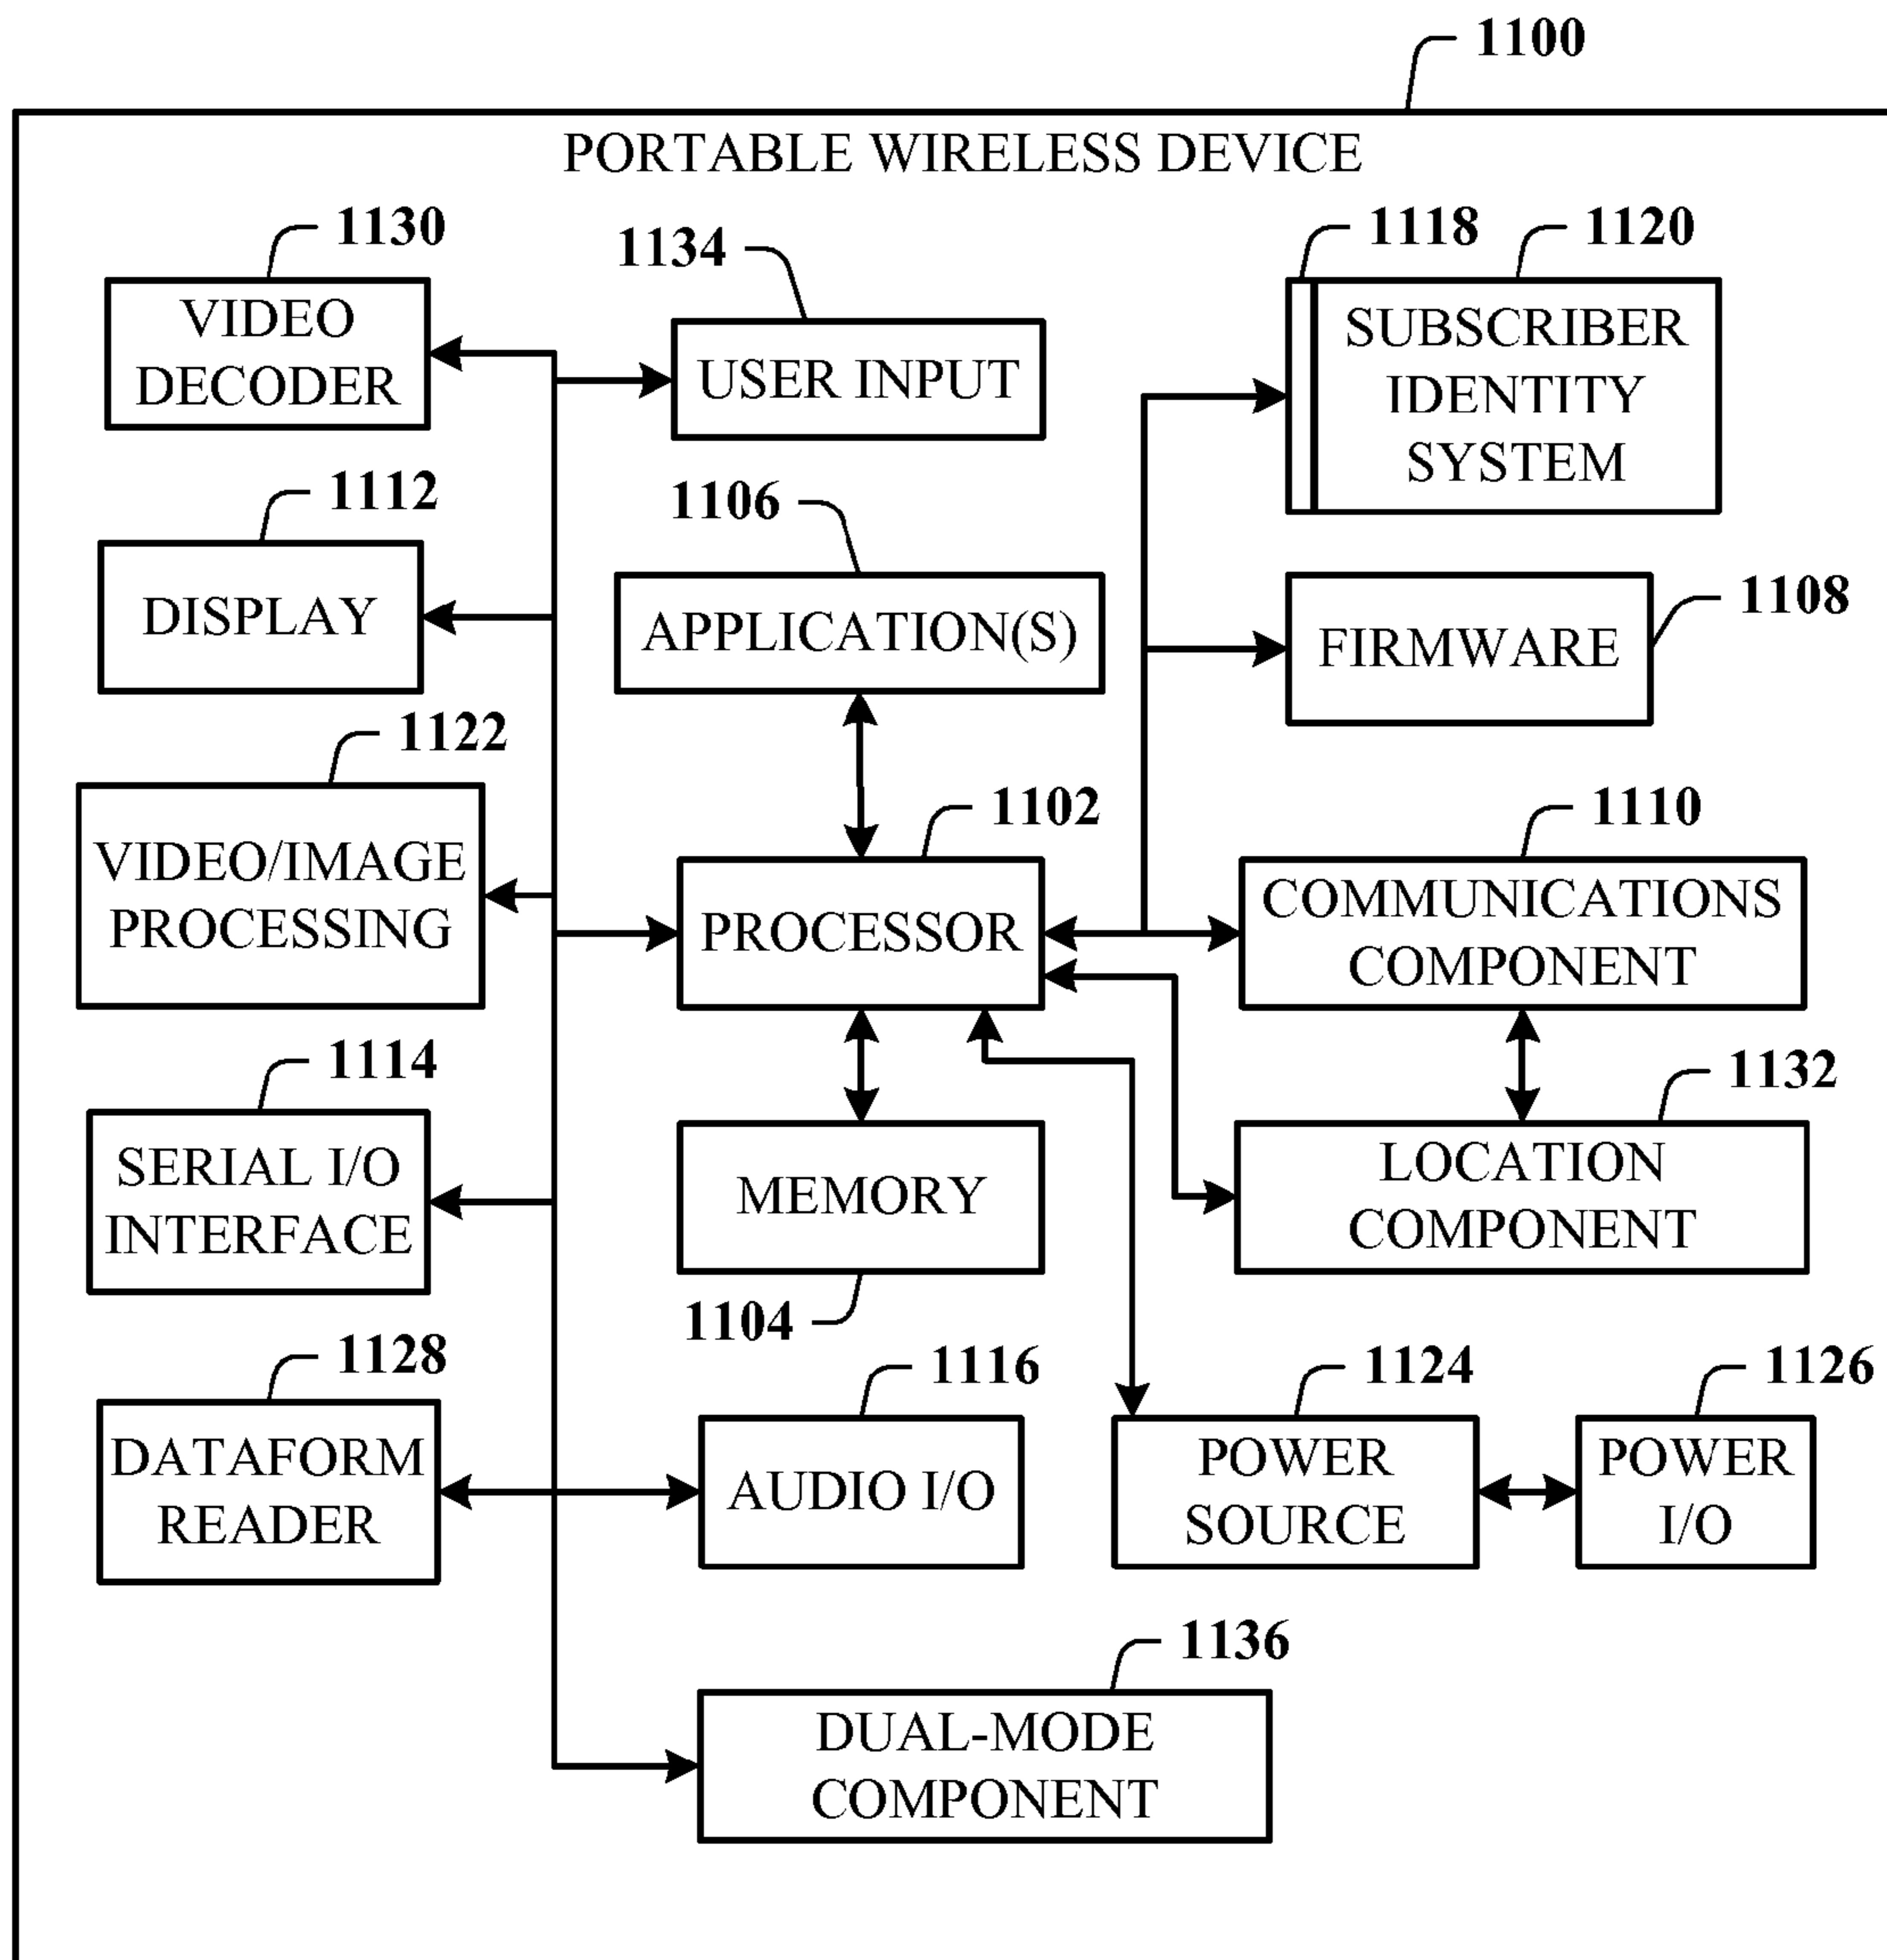 1100
PORTABLE WIRELESS DEVICE
1130
VIDEO
DECODER
1134
USER INPUT
1118
1120
SUBSCRIBER
IDENTITY
SYSTEM
1112
DISPLAY
1106
APPLICATION(S)
1108
FIRMWARE
1122
VIDEO/IMAGE
PROCESSING
1102
PROCESSOR
1110
COMMUNICATIONS
COMPONENT
1114
SERIAL I/O
INTERFACE
MEMORY
1104
1132
LOCATION
COMPONENT
1128
DATAFORM
READER
1116
AUDIO I/O
1124
POWER
SOURCE
1126
POWER
I/O
1136
DUAL-MODE
COMPONENT